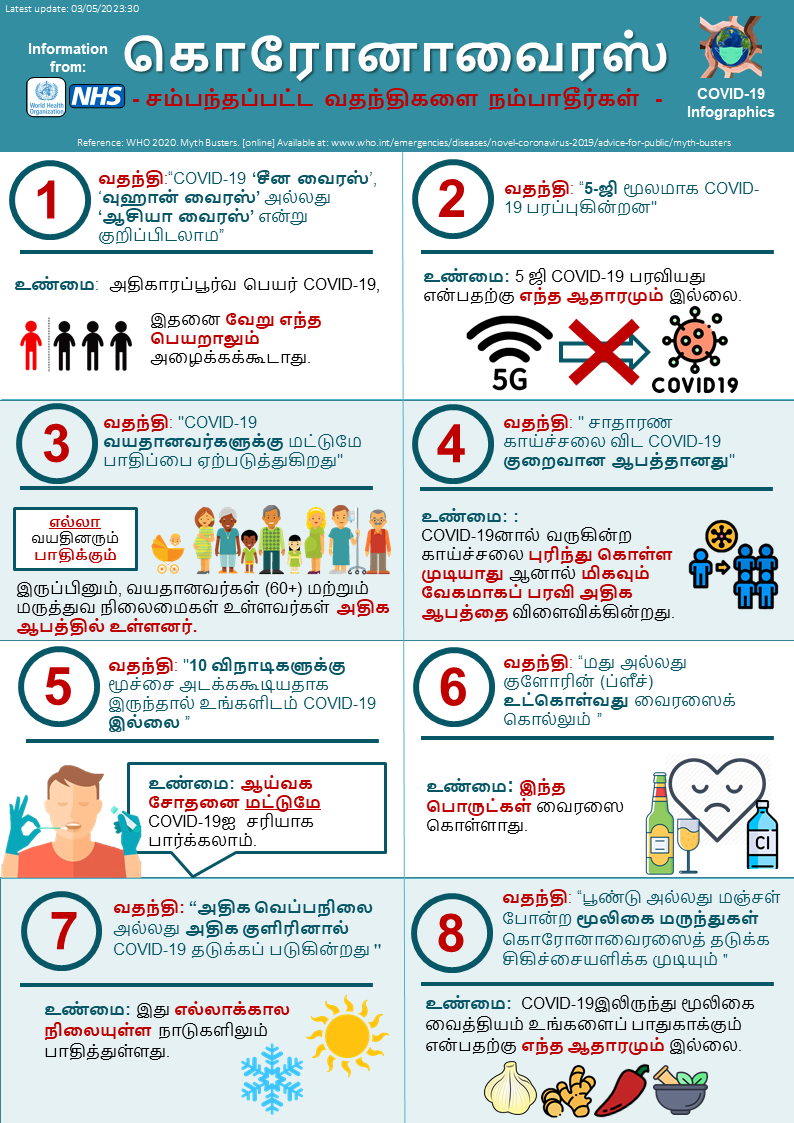 Latest update: 03/05/2023:30
Information
from:
World Health
Organization
NHS
கொரோனாவைரஸ்
- சம்பந்தப்பட்ட வதந்திகளை நம்பாதீர்கள் -
COVID-19
Infographics
Reference: WHO 2020. Myth Busters. [online] Available at: www.who.int/emergencies/diseases/novel-coronavirus-2019/advice-for-public/myth-busters
1
வதந்தி:“COVID-19 ‘சீன வைரஸ்’,
‘வுஹான் வைரஸ்’ அல்லது
‘ஆசியா வைரஸ்’ என்று
குறிப்பிடலாம”
உண்மை: அதிகாரப்பூர்வ பெயர் COVID-19,
இதனை வேறு எந்த
பெயறாலும்
அழைக்கக்கூடாது.
2
வதந்தி: “5-ஜி மூலமாக COVID-
19 பரப்புகின்றன"
உண்மை: 5 ஜி COVID-19 பரவியது
என்பதற்கு எந்த ஆதாரமும் இல்லை.
5G
COVID19
3
வதந்தி: "COVID-19
வயதானவர்களுக்கு மட்டுமே
பாதிப்பை ஏற்படுத்துகிறது"
எல்லா
வயதினரும்
பாதிக்கும்
இருப்பினும், வயதானவர்கள் (60+) மற்றும்
மருத்துவ நிலைமைகள் உள்ளவர்கள் அதிக
ஆபத்தில் உள்ளனர்.
4
வதந்தி: " சாதாரண
காய்ச்சலை விட COVID-19
குறைவான ஆபத்தானது"
உண்மை: :
COVID-19னால் வருகின்ற
காய்ச்சலை புரிந்து கொள்ள
முடியாது ஆனால் மிகவும்
வேகமாகப் பரவி அதிக
ஆபத்தை விளைவிக்கின்றது.
5
வதந்தி: "10 விநாடிகளுக்கு
மூச்சை அடக்ககூடியதாக
இருந்தால் உங்களிடம் COVID-19
இல்லை ”
உண்மை: ஆய்வக
சோதனை மட்டுமே
COVID-19ஐ சரியாக
பார்க்கலாம்.
6
வதந்தி: “மது அல்லது
குளோரின் (ப்ளீச்)
உட்கொள்வது வைரஸைக்
கொல்லும் ”
உண்மை: இந்த
பொருட்கள் வைரஸை
கொள்ளாது.
Cl
7
வதந்தி: “அதிக வெப்பநிலை
அல்லது அதிக குளிரினால்
COVID-19 தடுக்கப் படுகின்றது "
உண்மை: இது எல்லாக்கால
நிலையுள்ள நாடுகளிலும்
பாதித்துள்ளது.
8
வதந்தி: “பூண்டு அல்லது மஞ்சள்
போன்ற மூலிகை மருந்துகள்
கொரோனாவைரஸைத் தடுக்க
சிகிச்சையளிக்க முடியும் "
உண்மை: COVID-19இலிருந்து மூலிகை
வைத்தியம் உங்களைப் பாதுகாக்கும்
என்பதற்கு எந்த ஆதாரமும் இல்லை.